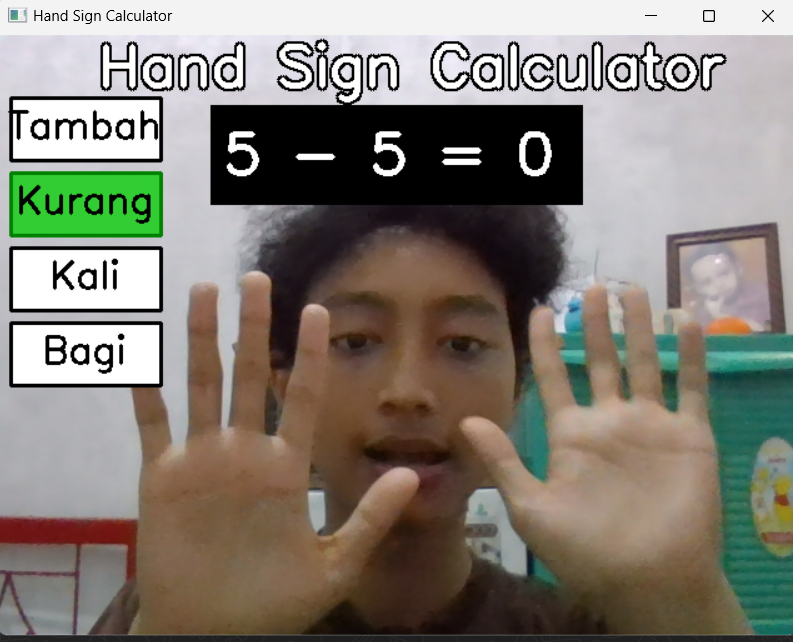 Hand Sign Calculator
Hand Sign Calculator
Tambah
5 - 5 = 0
Kurang
Kali
Bagi